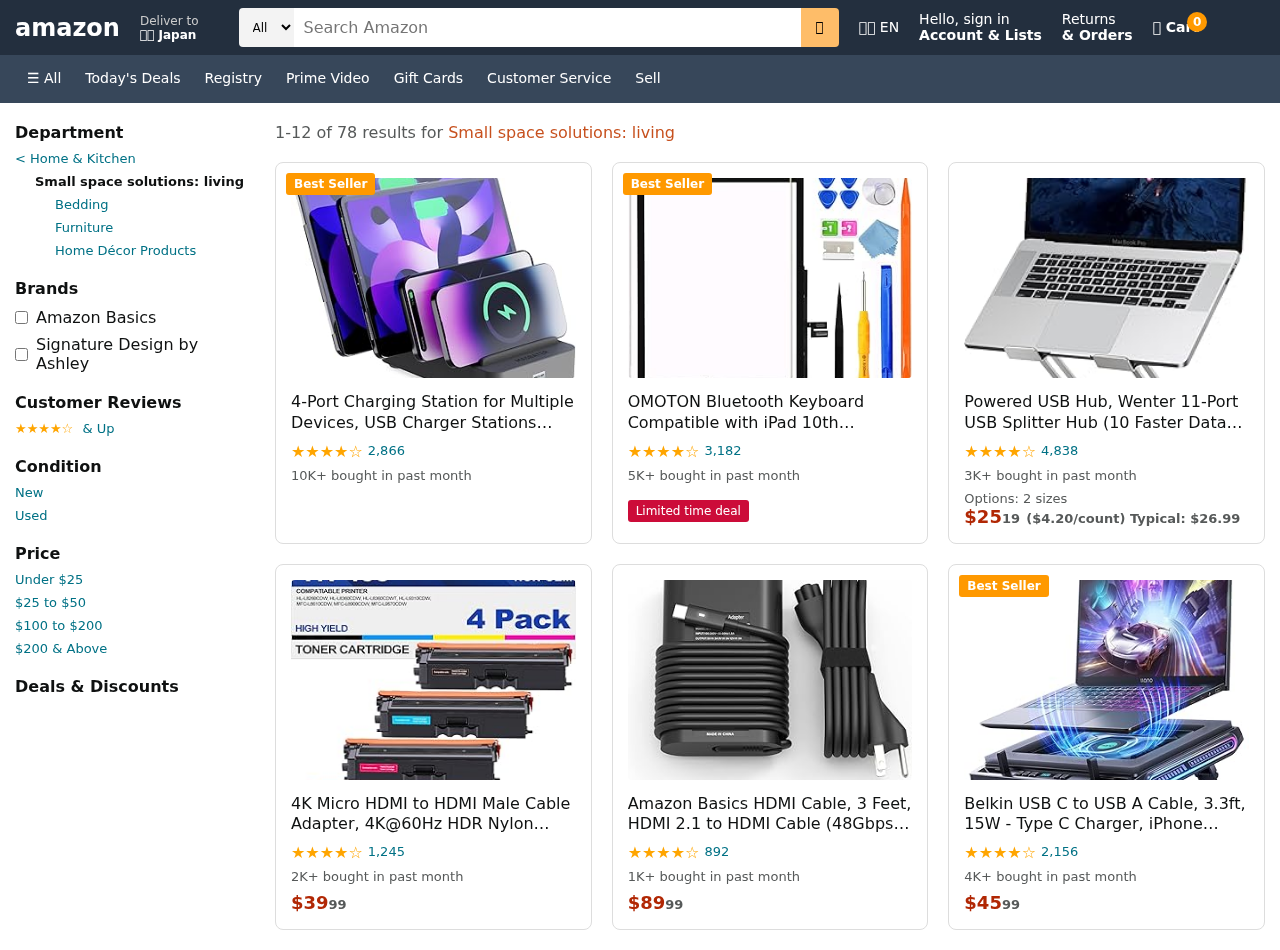 amazon
Deliver to
Japan
All
Search Amazon
EN
Hello, sign in
Account & Lists
Returns
& Orders
0
☰ All
Today's Deals
Registry
Prime Video
Gift Cards
Customer Service
Sell
Department
< Home & Kitchen
Small space solutions: living
Bedding
Furniture
Home Décor Products
Brands
Amazon Basics
Signature Design by
Ashley
Customer Reviews
★★★★☆ & Up
Condition
New
Used
Price
Under $25
$25 to $50
$100 to $200
$200 & Above
Deals & Discounts
1-12 of 78 results for Small space solutions: living
Best Seller
4-Port Charging Station for Multiple
Devices, USB Charger Stations…
★★★★☆ 2,866
10K+ bought in past month
Best Seller
OMOTON Bluetooth Keyboard
Compatible with iPad 10th…
★★★★☆ 3,182
5K+ bought in past month
Limited time deal
MacBook Pro
Powered USB Hub, Wenter 11-Port
USB Splitter Hub (10 Faster Data…
★★★★☆ 4,838
3K+ bought in past month
Options: 2 sizes
$25 19 ($4.20/count) Typical: $26.99
COMPATIBLE PRINTER
4 Pack
HIGH YIELD
TONER CARTRIDGE
4K Micro HDMI to HDMI Male Cable
Adapter, 4K@60Hz HDR Nylon…
★★★★☆ 1,245
2K+ bought in past month
$39 99
Adapter
MADE IN CHINA
Amazon Basics HDMI Cable, 3 Feet,
HDMI 2.1 to HDMI Cable (48Gbps…
★★★★☆ 892
1K+ bought in past month
$89 99
Best Seller
Belkin USB C to USB A Cable, 3.3ft,
15W - Type C Charger, iPhone…
★★★★☆ 2,156
4K+ bought in past month
$45 99